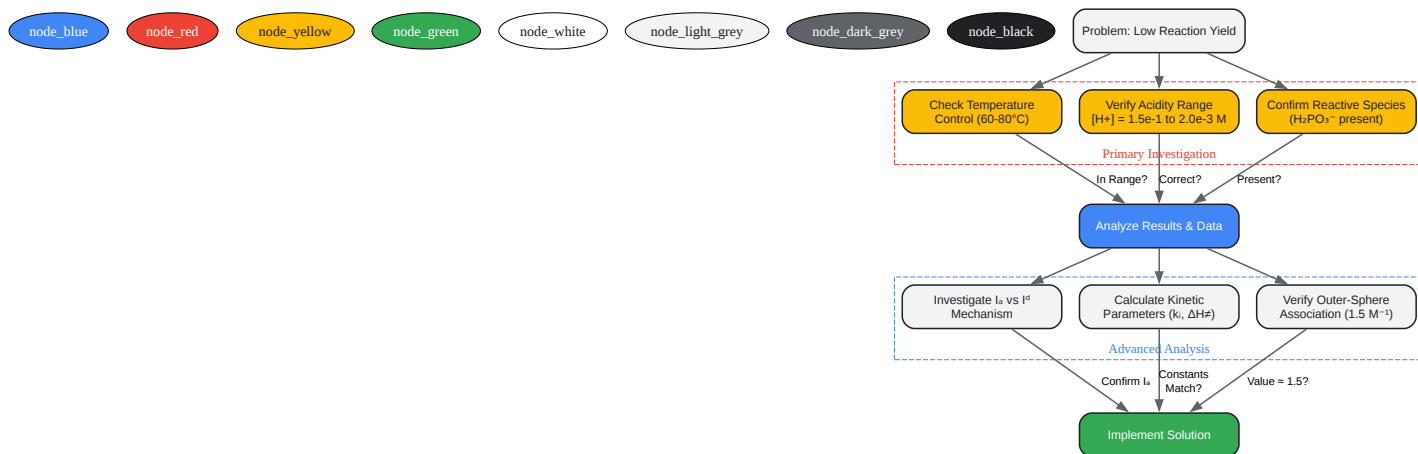 node_blue
node_red
node_yellow
node_green
node_white
node_light_grey
node_dark_grey
node_black
Problem: Low Reaction Yield
Check Temperature
Control (60-80°C)
Verify Acidity Range
[H+] = 1.5e-1 to 2.0e-3 M
Confirm Reactive Species
(H₂PO₃⁻ present)
Primary Investigation
In Range?
Correct?
Present?
Analyze Results & Data
Investigate Iₐ vs Iᵈ
Mechanism
Calculate Kinetic
Parameters (kᵢ, ΔH≠)
Verify Outer-Sphere
Association (1.5 M⁻¹)
Advanced Analysis
Confirm Iₐ
Constants
Match?
Value ≈ 1.5?
Implement Solution